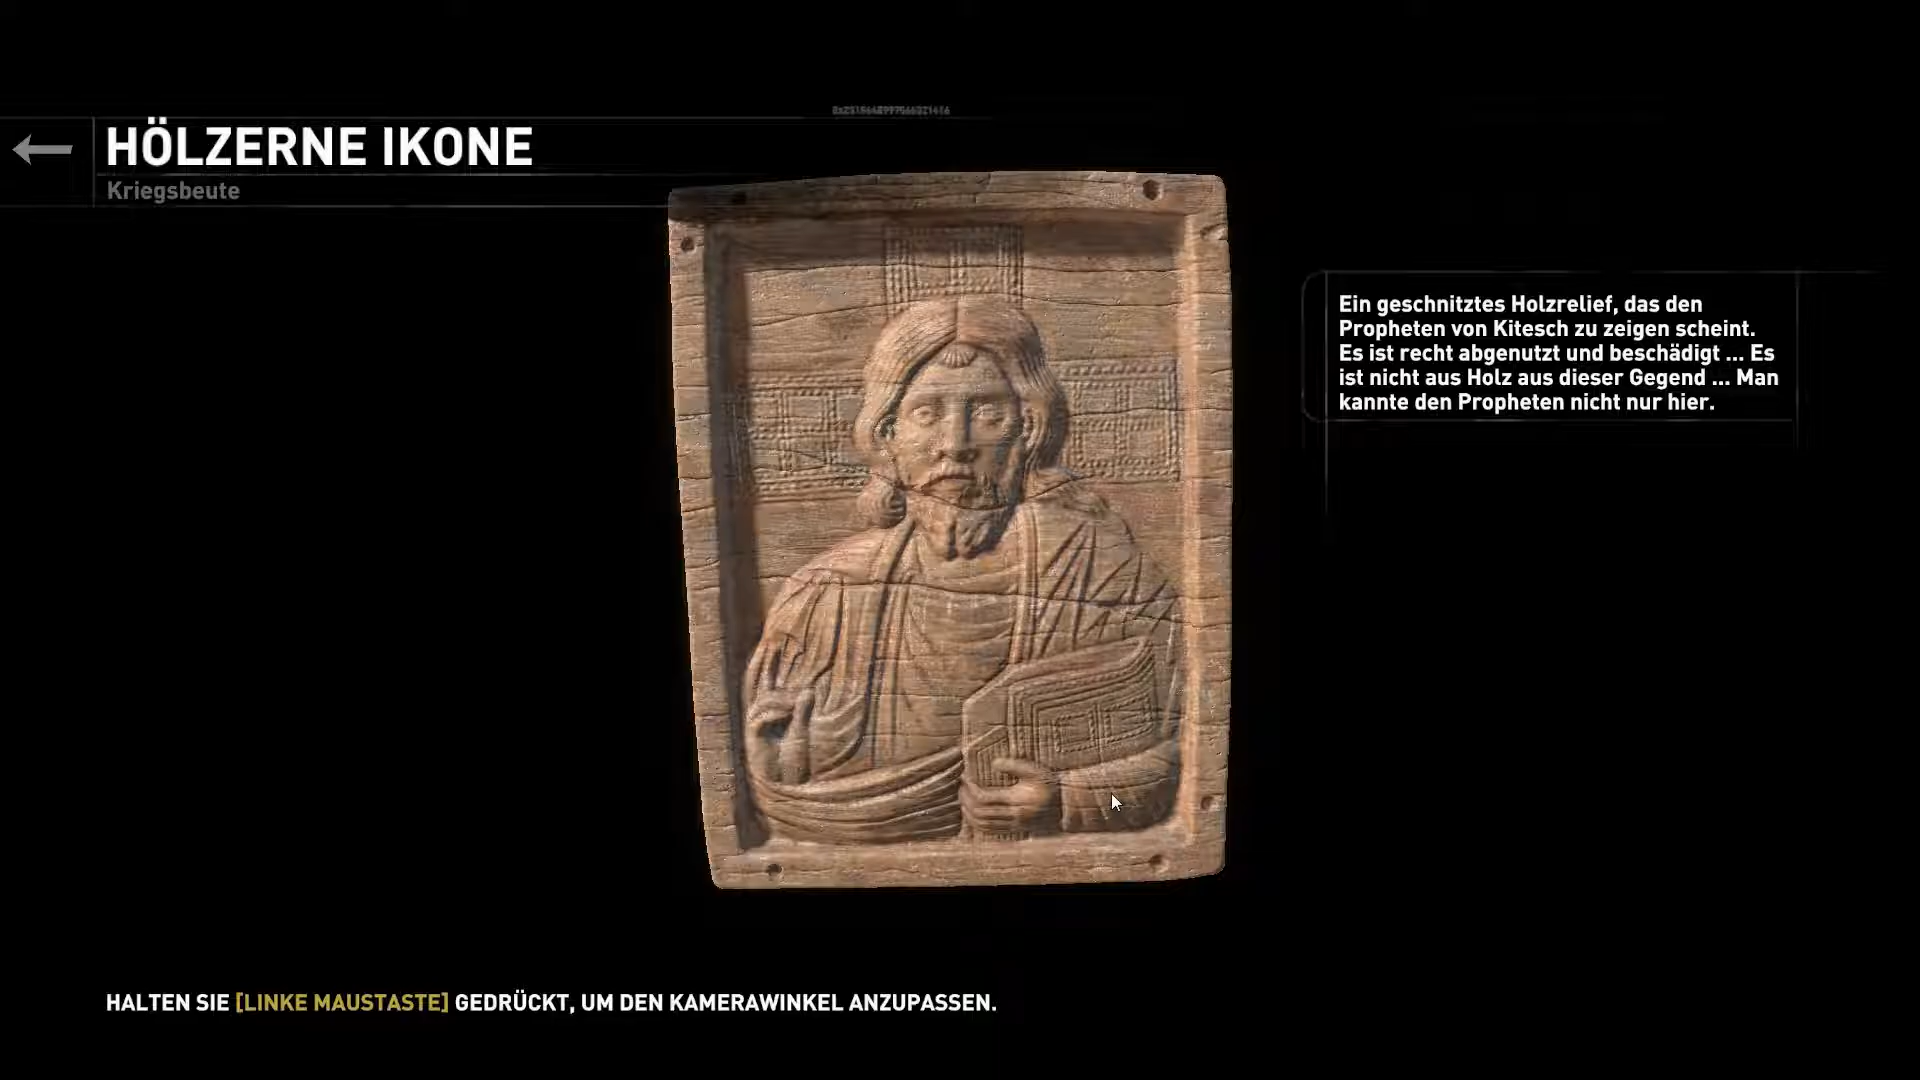 HÖLZERNE IKONE
Kriegsbeute
Ein geschnitztes Holzrelief, das den
Propheten von Kitesch zu zeigen scheint.
Es ist recht abgenutzt und beschädigt ... Es
ist nicht aus Holz aus dieser Gegend ... Man
kannte den Propheten nicht nur hier.
HALTEN SIE [LINKE MAUSTASTE] GEDRÜCKT, UM DEN KAMERAWINKEL ANZUPASSEN.